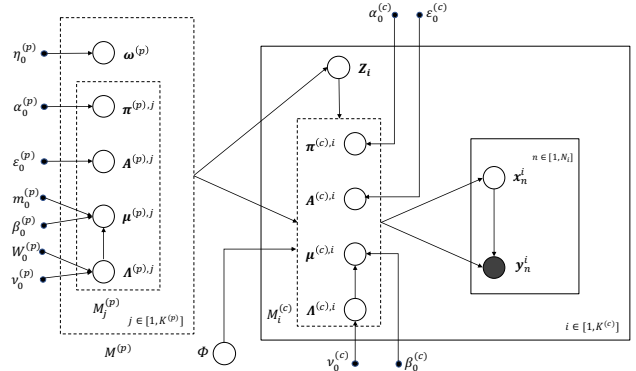 η₀⁽ᵖ⁾
ω⁽ᵖ⁾
α₀⁽ᵖ⁾
π⁽ᵖ⁾,ʲ
ε₀⁽ᵖ⁾
A⁽ᵖ⁾,ʲ
m₀⁽ᵖ⁾
β₀⁽ᵖ⁾
μ⁽ᵖ⁾,ʲ
W₀⁽ᵖ⁾
ν₀⁽ᵖ⁾
Λ⁽ᵖ⁾,ʲ
Mⱼ⁽ᵖ⁾
j ∈ [1, K⁽ᵖ⁾]
M⁽ᵖ⁾
Φ
α₀⁽ᶜ⁾ ε₀⁽ᶜ⁾
Zᵢ
π⁽ᶜ⁾,ⁱ
A⁽ᶜ⁾,ⁱ
μ⁽ᶜ⁾,ⁱ
Λ⁽ᶜ⁾,ⁱ
Mᵢ⁽ᶜ⁾
ν₀⁽ᶜ⁾ β₀⁽ᶜ⁾
n ∈ [1, Nᵢ]
xₙⁱ
yₙⁱ
i ∈ [1, K⁽ᶜ⁾]